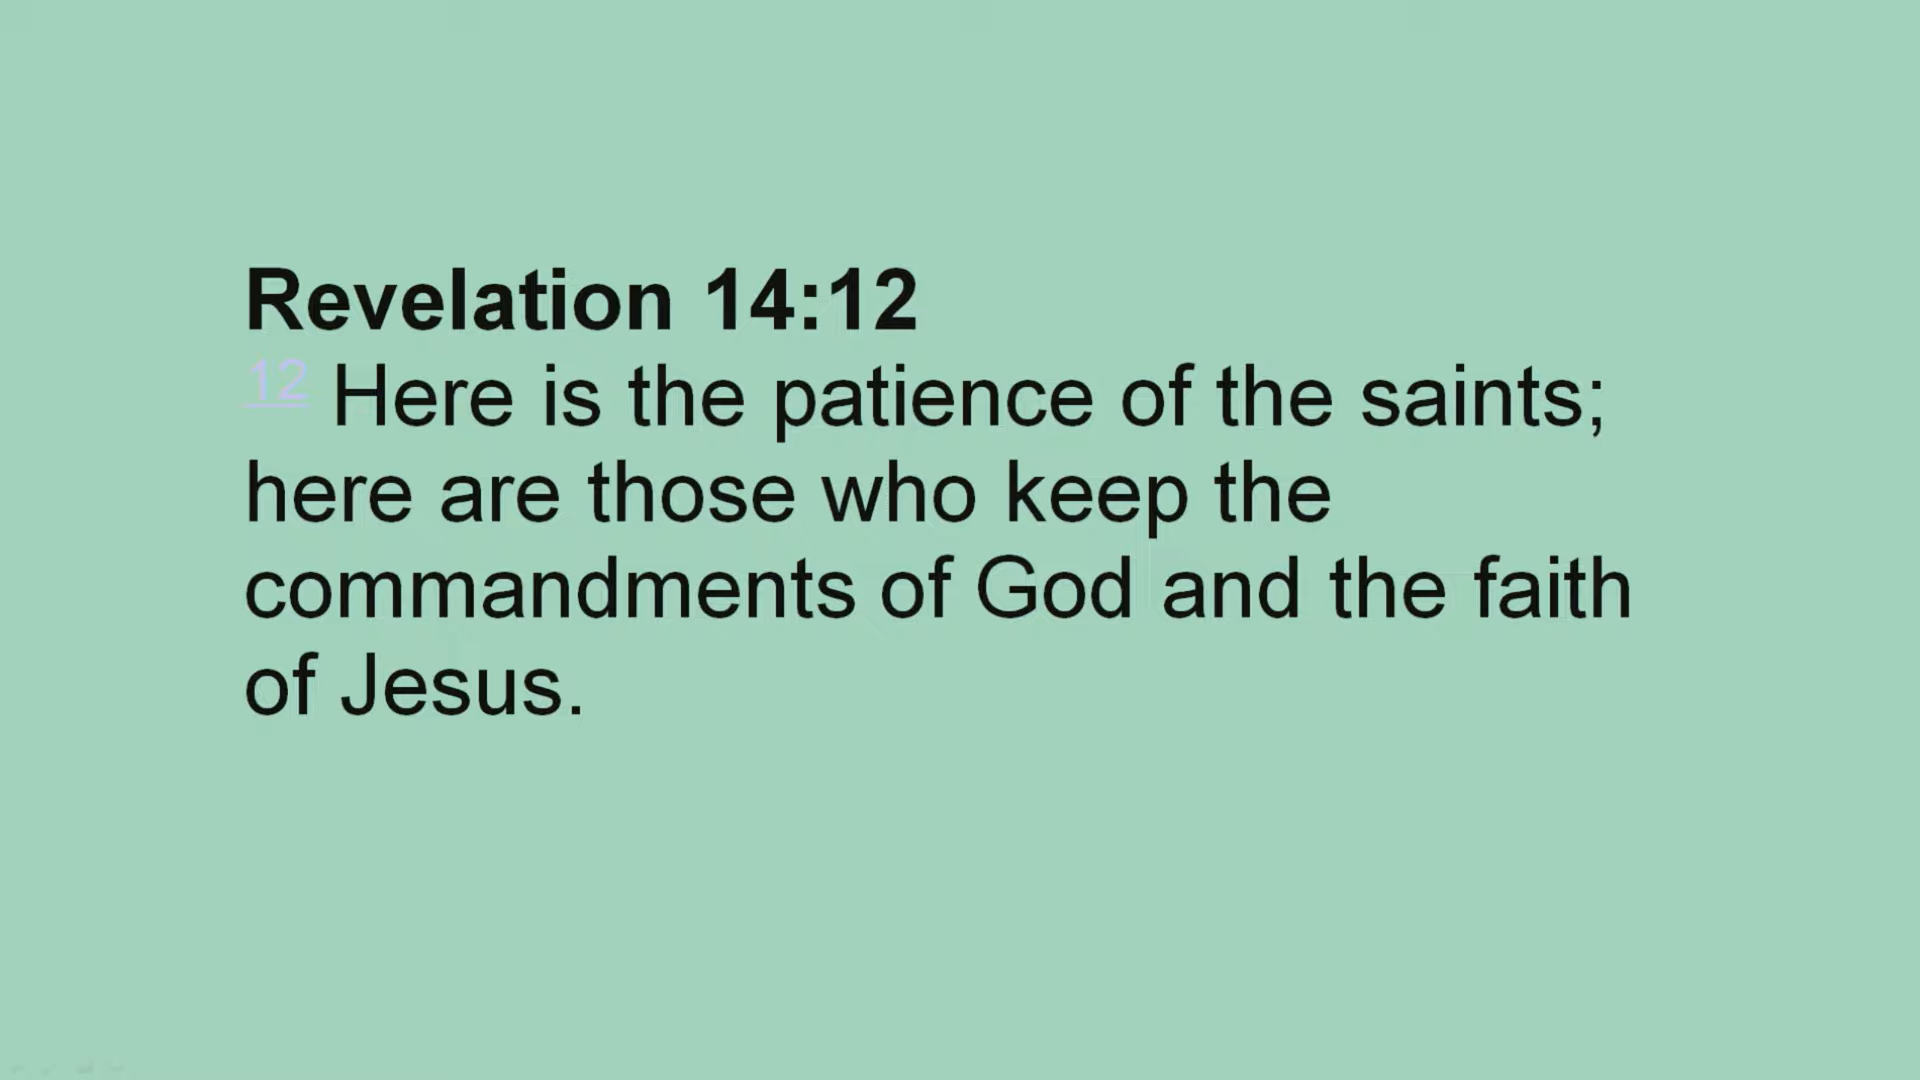 Revelation 14:12
12 Here is the patience of the saints;
here are those who keep the
commandments of God and the faith
of Jesus.